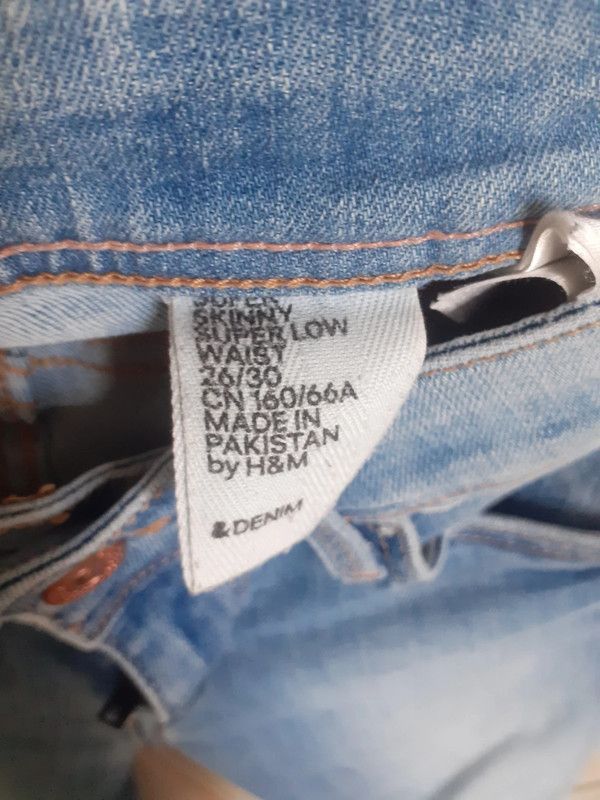 SUPER
SKINNY
SUPER LOW
WAIST
26/30
CN 160/66A
MADE IN
PAKISTAN
by H&M
&DENIM